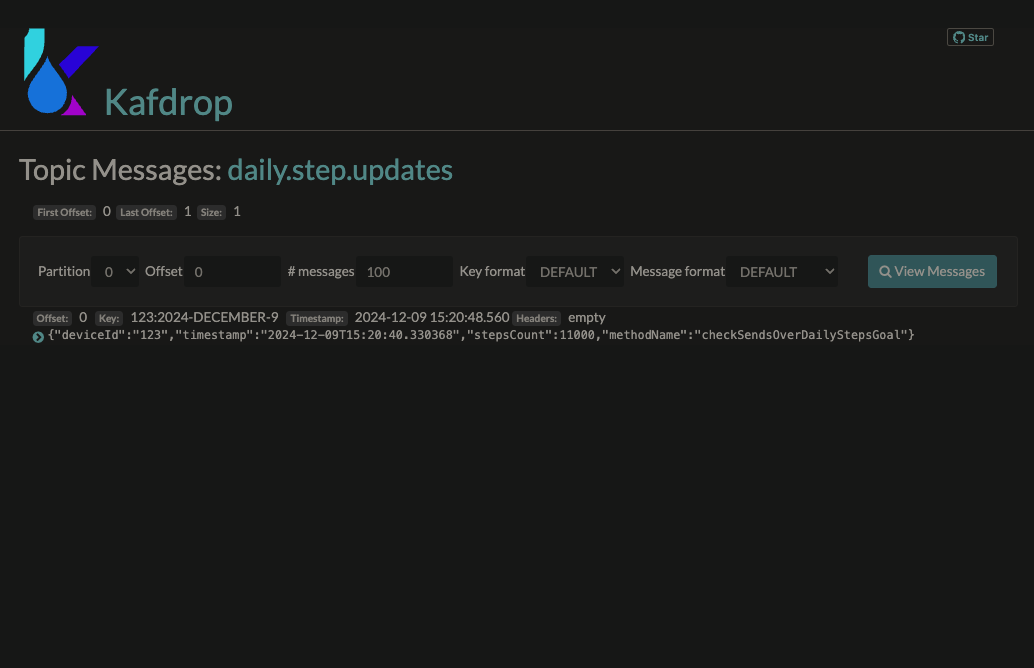 Star
Kafdrop
Topic Messages: daily.step.updates
First Offset: 0 Last Offset: 1 Size: 1
Partition 0 Offset 0 # messages 100 Key format DEFAULT Message format DEFAULT View Messages
Offset: 0 Key: 123:2024-DECEMBER-9 Timestamp: 2024-12-09 15:20:48.560 Headers: empty
{"deviceId":"123","timestamp":"2024-12-09T15:20:40.330368","stepsCount":11000,"methodName":"checkSendsOverDailyStepsGoal"}